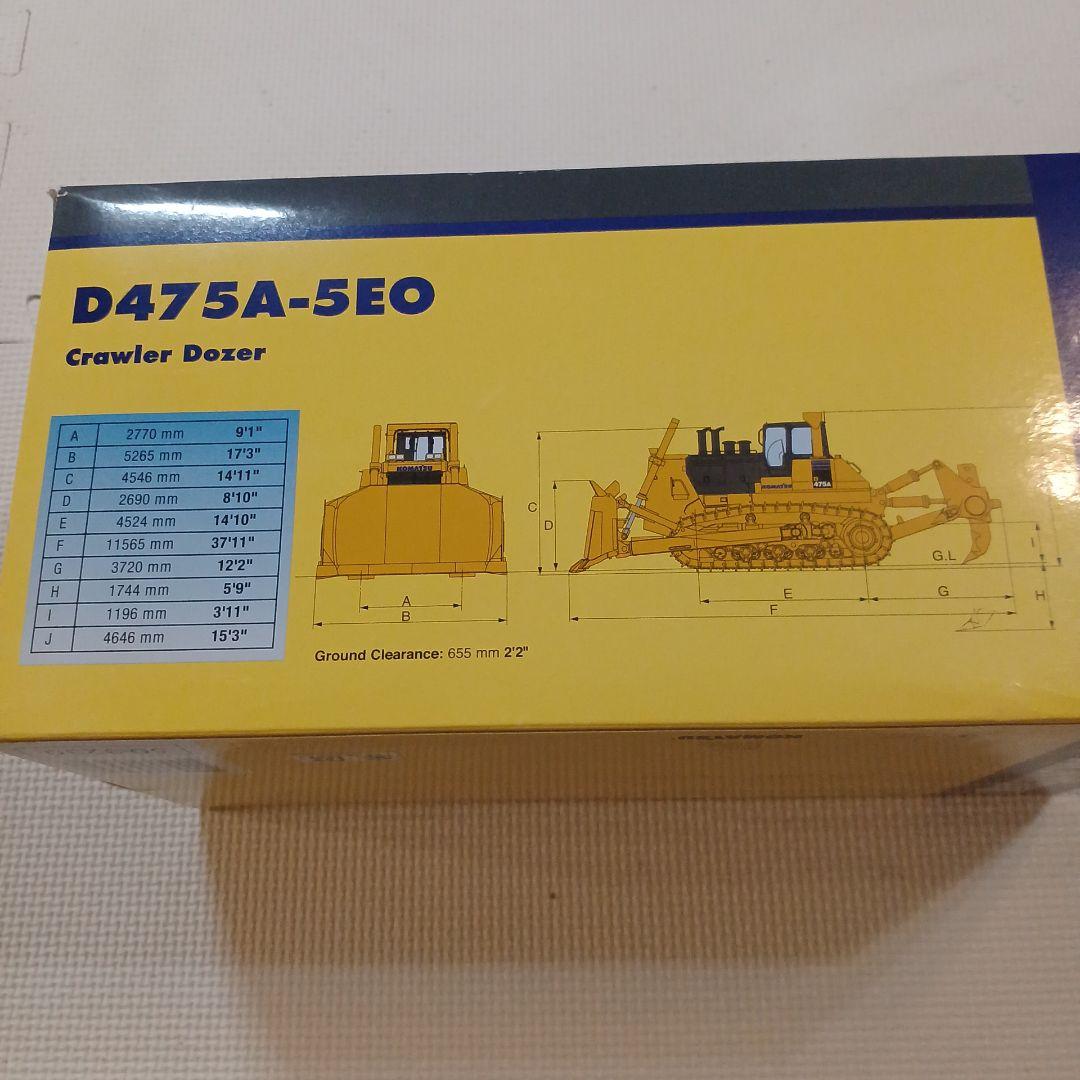 D475A-5EO
Crawler Dozer
A 2770 mm 9'1"
B 5265 mm 17'3"
C 4546 mm 14'11"
D 2690 mm 8'10"
E 4524 mm 14'10"
F 11565 mm 37'11"
G 3720 mm 12'2"
H 1744 mm 5'9"
I 1196 mm 3'11"
J 4646 mm 15'3"
KOMATSU
A
B
Ground Clearance: 655 mm 2'2"
C
D
KOMATSU
D
475A
G.L
I
E
G
F
H
KOMATSU